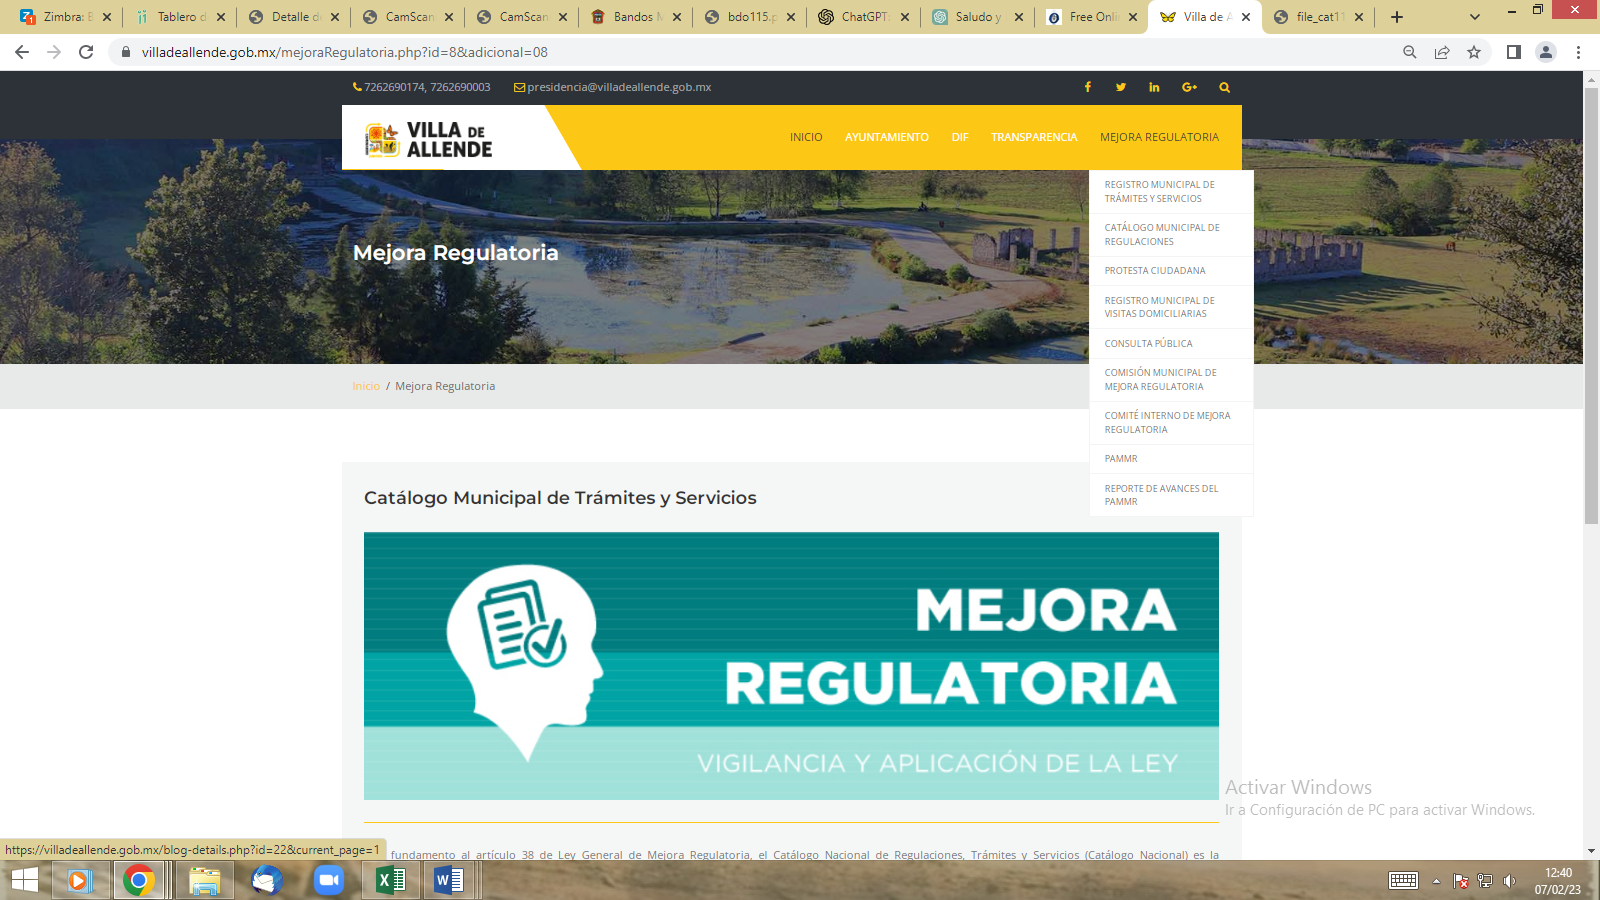 Zimbra: B
Tablero d
Detalle de
CamScan
CamScan
Bandos M
bdo115.p
ChatGPT:
Saludo y
Free Onli
Villa de A
file_cat11
villadeallende.gob.mx/mejoraRegulatoria.php?id=8&adicional=08
7262690174, 7262690003
presidencia@villadeallende.gob.mx
VILLA DE
ALLENDE
INICIO
AYUNTAMIENTO
DIF
TRANSPARENCIA
MEJORA REGULATORIA
REGISTRO MUNICIPAL DE
TRÁMITES Y SERVICIOS
CATÁLOGO MUNICIPAL DE
REGULACIONES
PROTESTA CIUDADANA
REGISTRO MUNICIPAL DE
VISITAS DOMICILIARIAS
CONSULTA PÚBLICA
COMISIÓN MUNICIPAL DE
MEJORA REGULATORIA
COMITÉ INTERNO DE MEJORA
REGULATORIA
PAMMR
REPORTE DE AVANCES DEL
PAMMR
Mejora Regulatoria
Inicio / Mejora Regulatoria
Catálogo Municipal de Trámites y Servicios
MEJORA
REGULATORIA
VIGILANCIA Y APLICACIÓN DE LA LEY
Activar Windows
Ir a Configuración de PC para activar Windows.
https://villadeallende.gob.mx/blog-details.php?id=22&current_page=1
fundamento al artículo 38 de Ley General de Mejora Regulatoria, el Catálogo Nacional de Regulaciones, Trámites y Servicios (Catálogo Nacional) es la
12:40
07/02/23